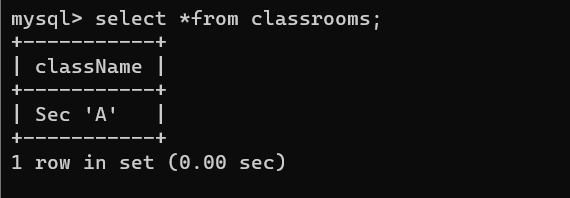 mysql> select *from classrooms;
+-----------+
| className |
+-----------+
| Sec 'A'   |
+-----------+
1 row in set (0.00 sec)